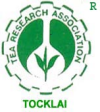 R
TEA RESEARCH ASSOCIATION
TOCKLAI